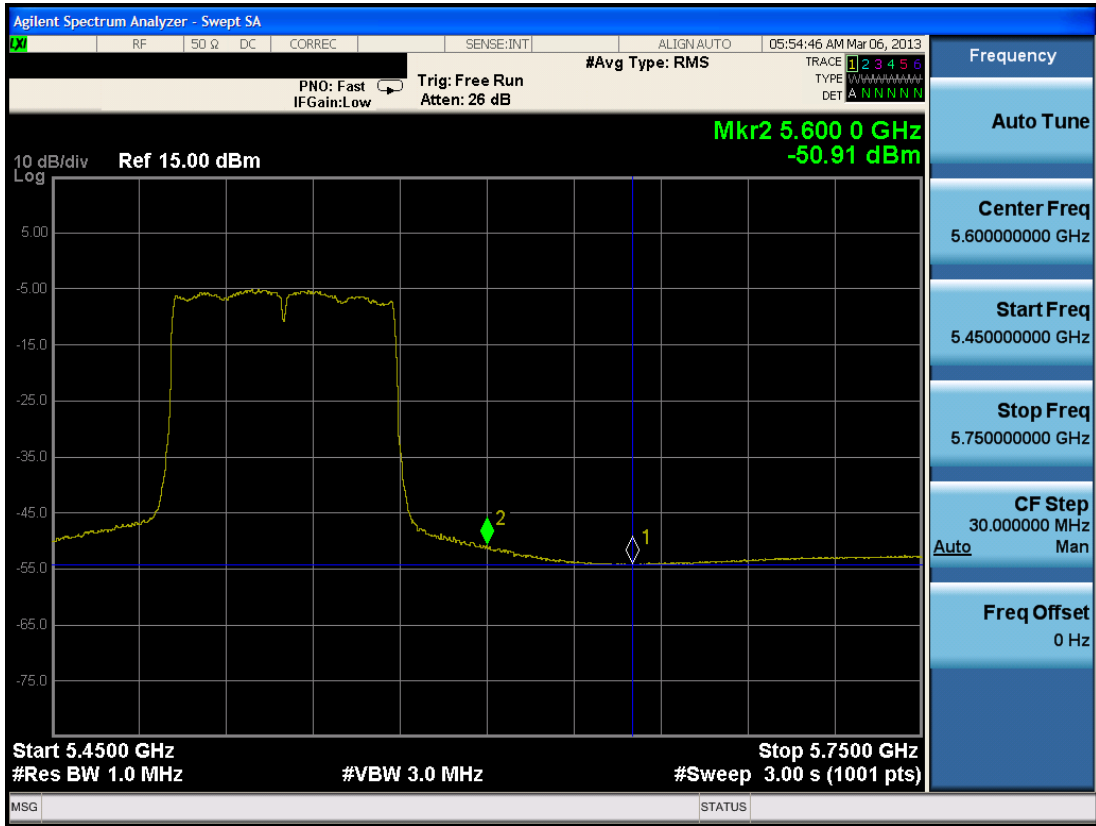 Agilent Spectrum Analyzer - Swept SA
LXI RF 50 Ω DC CORREC SENSE:INT ALIGN AUTO 05:54:46 AM Mar 06, 2013
#Avg Type: RMS
TRACE 1 2 3 4 5 6
TYPE
DET A N N N N N
PNO: Fast Trig: Free Run
IFGain:Low Atten: 26 dB
Mkr2 5.600 0 GHz
-50.91 dBm
10 dB/div Ref 15.00 dBm
Log
5.00
-5.00
-15.0
-25.0
-35.0
-45.0
-55.0
-65.0
-75.0
2
1
Start 5.4500 GHz Stop 5.7500 GHz
#Res BW 1.0 MHz #VBW 3.0 MHz #Sweep 3.00 s (1001 pts)
MSG STATUS
Frequency
Auto Tune
Center Freq
5.600000000 GHz
Start Freq
5.450000000 GHz
Stop Freq
5.750000000 GHz
CF Step
30.000000 MHz
Auto Man
Freq Offset
0 Hz